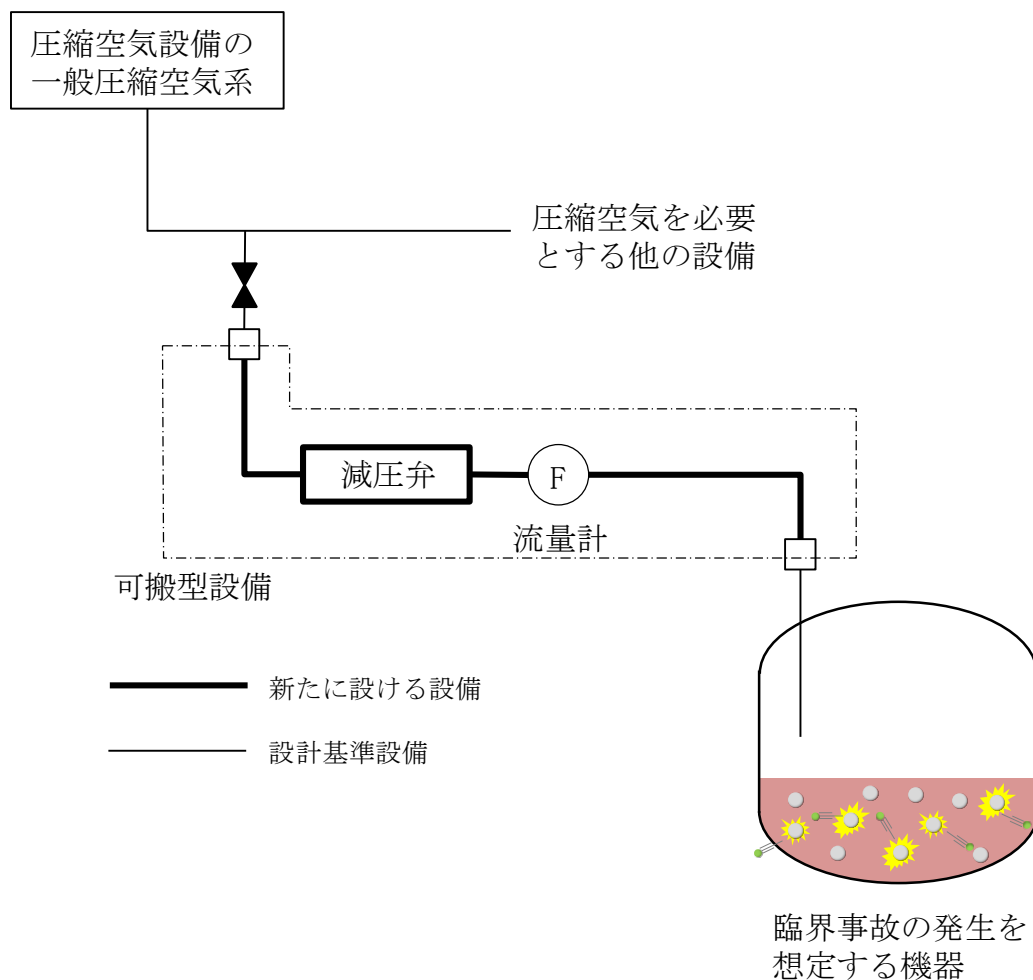 圧縮空気設備の
一般圧縮空気系
圧縮空気を必要
とする他の設備
減圧弁
F
流量計
可搬型設備
新たに設ける設備
設計基準設備
臨界事故の発生を
想定する機器